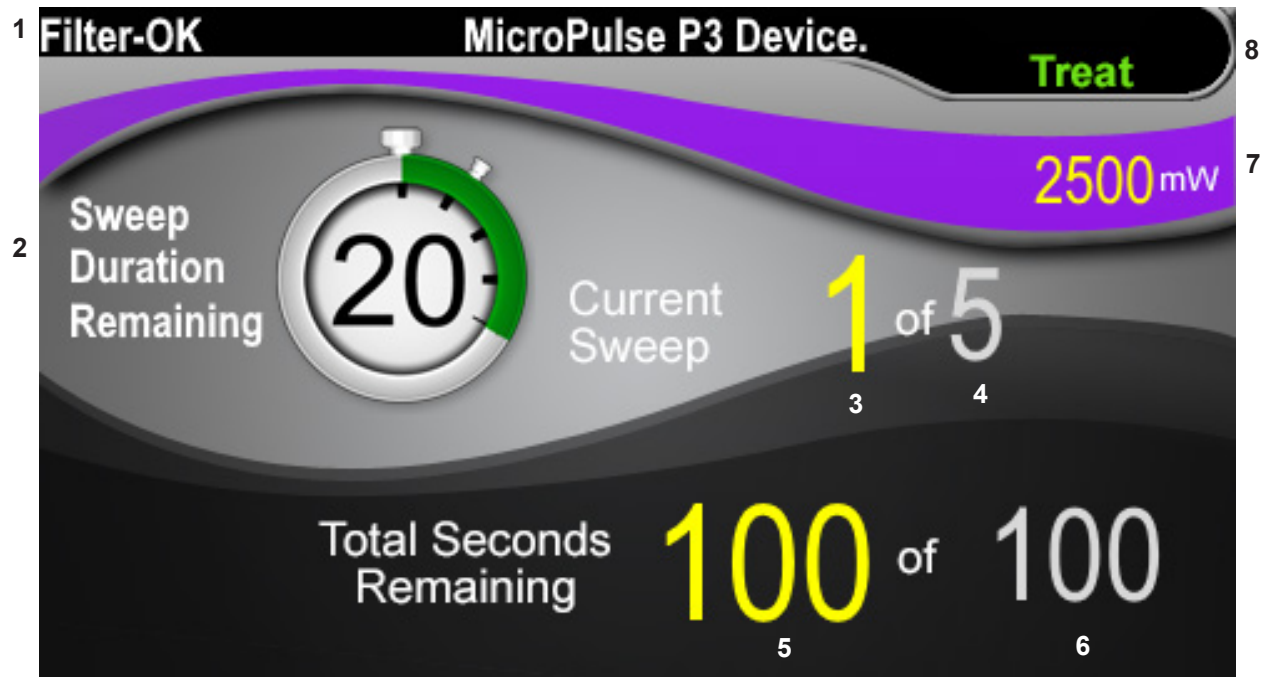 1
Filter-OK
MicroPulse P3 Device.
8
Treat
7
2500 mW
2
Sweep
Duration
Remaining
20
Current
Sweep
1 of 5
3
4
Total Seconds
Remaining
100 of 100
5
6